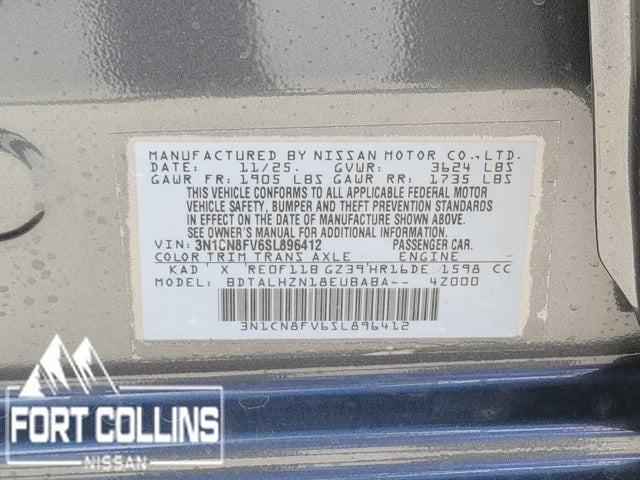 MANUFACTURED BY NISSAN MOTOR CO.,LTD.
DATE: 11/25. GVWR: 3624 LBS
GAWR FR: 1905 LBS GAWR RR: 1735 LBS
THIS VEHICLE CONFORMS TO ALL APPLICABLE FEDERAL MOTOR
VEHICLE SAFETY, BUMPER AND THEFT PREVENTION STANDARDS
IN EFFECT ON THE DATE OF MANUFACTURE SHOWN ABOVE.
SEE OWNER'S MANUAL FOR ADDITIONAL INFORMATION.
VIN: 3N1CN8FV6SL896412 PASSENGER CAR.
COLOR TRIM TRANS AXLE ENGINE
KAD X RE0F11B GZ39 HR16DE 1598 CC
MODEL: BDTALHZN18EUBABA-- 4Z000
3N1CN8FV6SL896412
FORT COLLINS
NISSAN